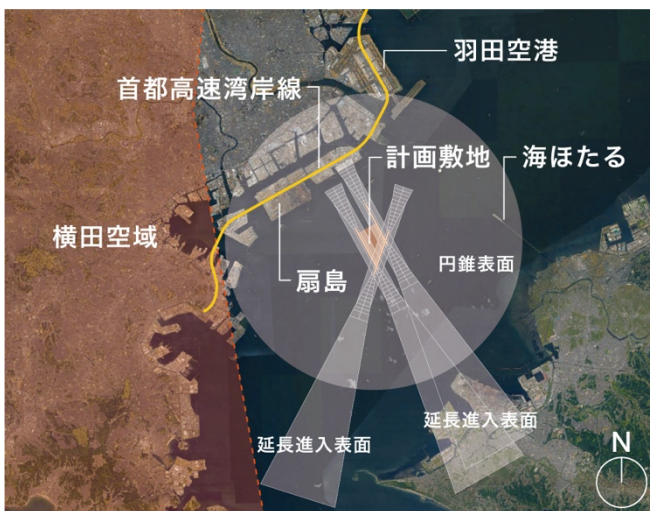 羽田空港
首都高速湾岸線
計画敷地
海ほたる
横田空域
円錐表面
扇島
延長進入表面
延長進入表面
N